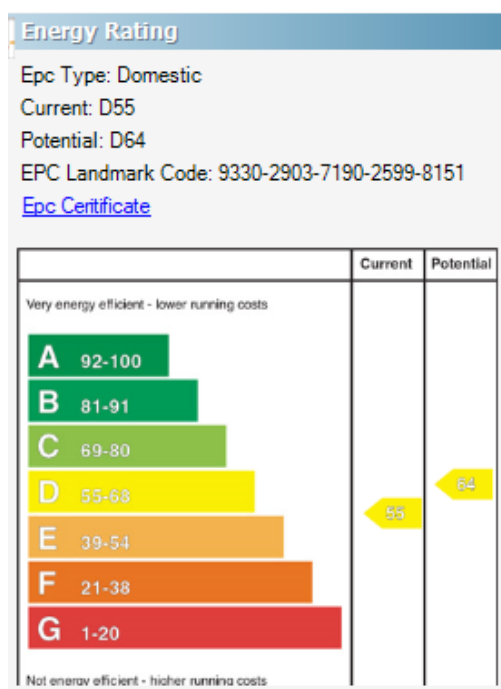 Energy Rating
Epc Type: Domestic
Current: D55
Potential: D64
EPC Landmark Code: 9330-2903-7190-2599-8151
Epc Ceritificate
Current Potential
Very energy efficient - lower running costs
A 92-100
B 81-91
C 69-80
D 55-68
64
55
E 39-54
F 21-38
G 1-20
Not energy efficient - higher running costs